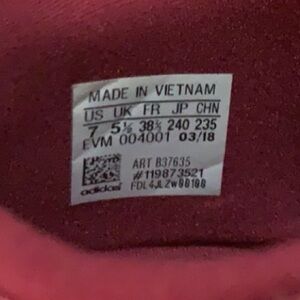 MADE IN VIETNAM
US UK FR JP CHN
7 5½ 38⅔ 240 235
EVM 004001 03/18
ART B37635
#119873521
adidas